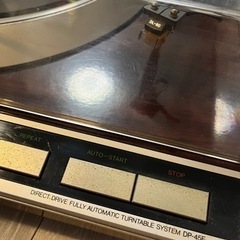 REPEAT
AUTO-START
STOP
DIRECT DRIVE FULLY AUTOMATIC TURNTABLE SYSTEM DP-45F